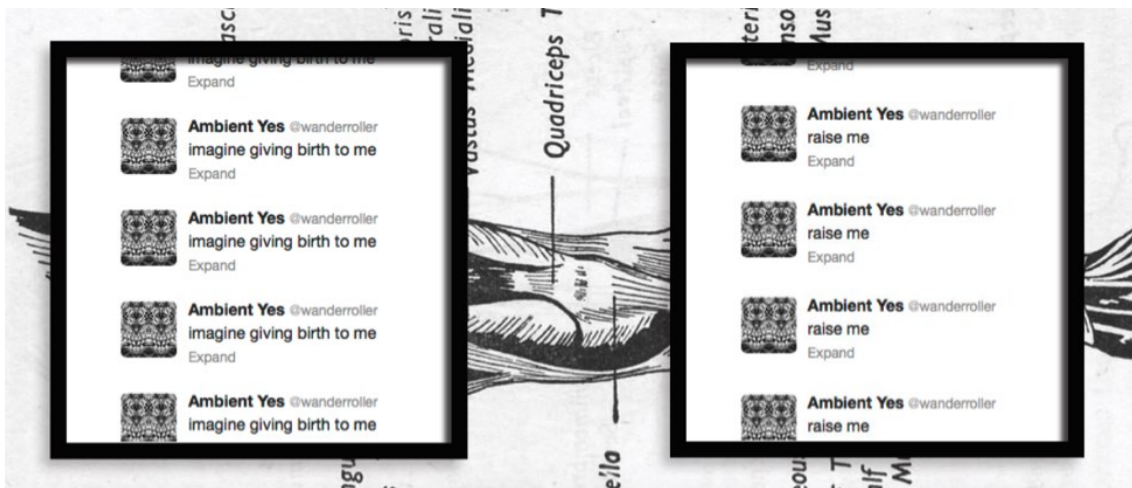 imagine giving birth to me
Expand
Ambient Yes @wanderroller
imagine giving birth to me
Expand
Ambient Yes @wanderroller
imagine giving birth to me
Expand
Ambient Yes @wanderroller
imagine giving birth to me
Expand
Ambient Yes @wanderroller
imagine giving birth to me
Vastus Medialis
Quadriceps T
Expand
Ambient Yes @wanderroller
raise me
Expand
Ambient Yes @wanderroller
raise me
Expand
Ambient Yes @wanderroller
raise me
Expand
Ambient Yes @wanderroller
raise me